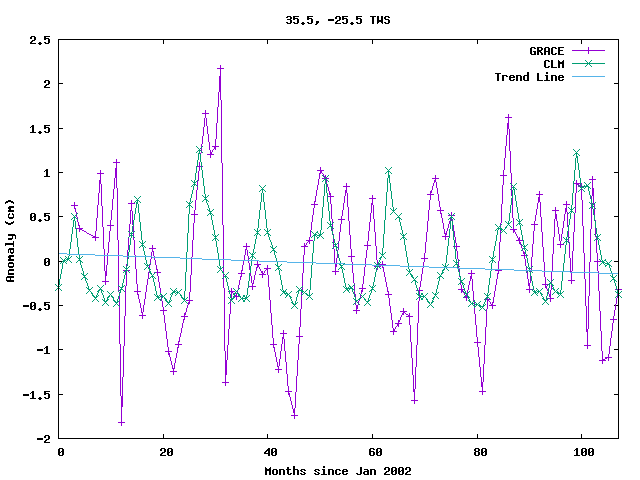 35.5, -25.5 TWS
GRACE
CLM
Trend Line
2.5
2
1.5
1
0.5
0
-0.5
-1
-1.5
-2
Anomaly (cm)
0 20 40 60 80 100
Months since Jan 2002